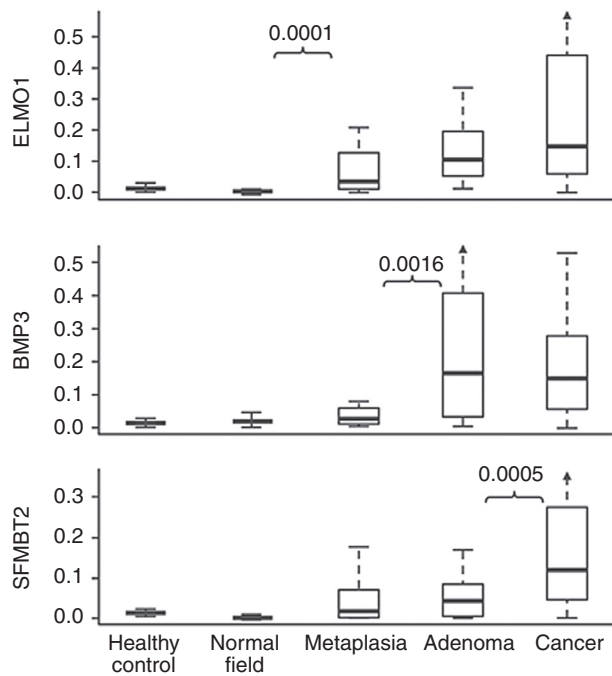 ELMO1
0.5
0.4
0.3
0.2
0.1
0.0
0.0001
BMP3
0.5
0.4
0.3
0.2
0.1
0.0
0.0016
SFMBT2
0.3
0.2
0.1
0.0
0.0005
Healthy
control
Normal
field
Metaplasia
Adenoma
Cancer